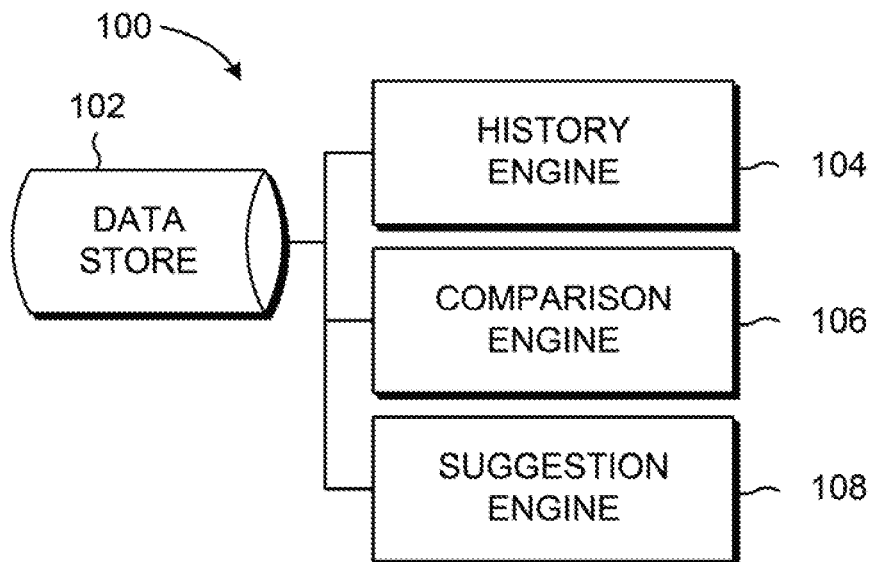 100
102
DATA
STORE
HISTORY
ENGINE
104
COMPARISON
ENGINE
106
SUGGESTION
ENGINE
108